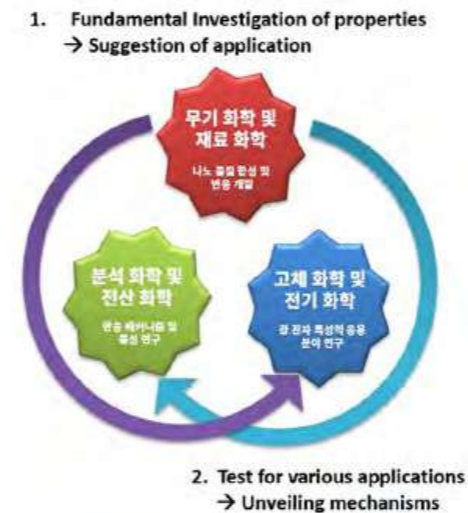 1. Fundamental Investigation of properties
→ Suggestion of application
무기 화학 및
재료 화학
나노 물질 합성 및
반응 개발
분석 화학 및
전산 화학
반응 메커니즘 및
물성 연구
고체 화학 및
전기 화학
광 전자 특성적 응용
분야 연구
2. Test for various applications
→ Unveiling mechanisms